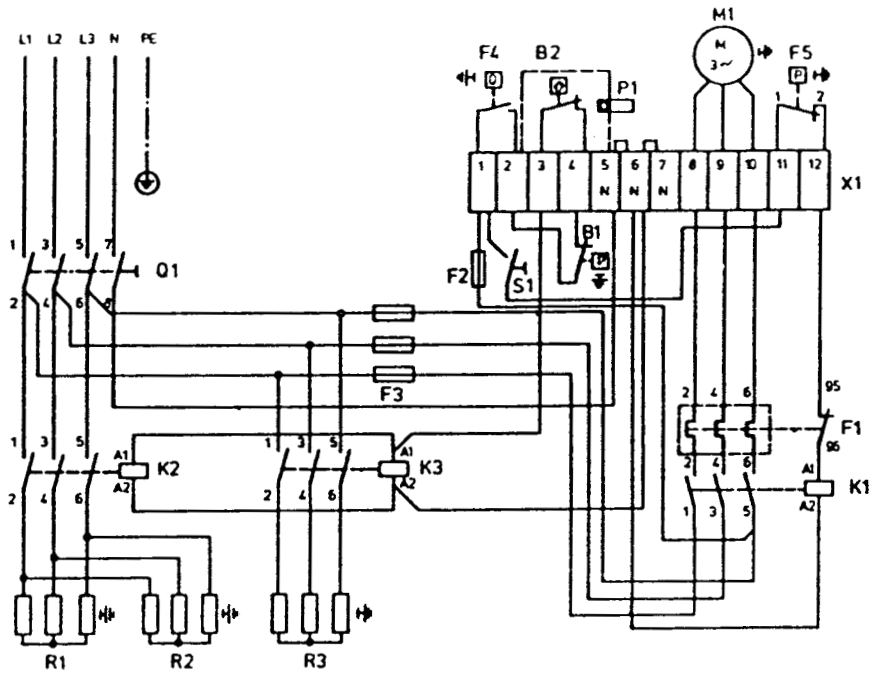 M1
L1 L2 L3 N PE
F4 B2 M 3~ F5
Q Q P1 P
1 2
1 2 3 4 5 6 7 8 9 10 11 12
N N N
X1
B1
P
F2 S1
1 3 5 7
Q1
2 4 6 8
F3
2 4 6 95
F1
96
1 3 5 A1 K2 A2
1 3 5 A1 K3 A2
2 4 6 A1 K1 A2
2 4 6
2 4 6
1 3 5
R1 R2 R3